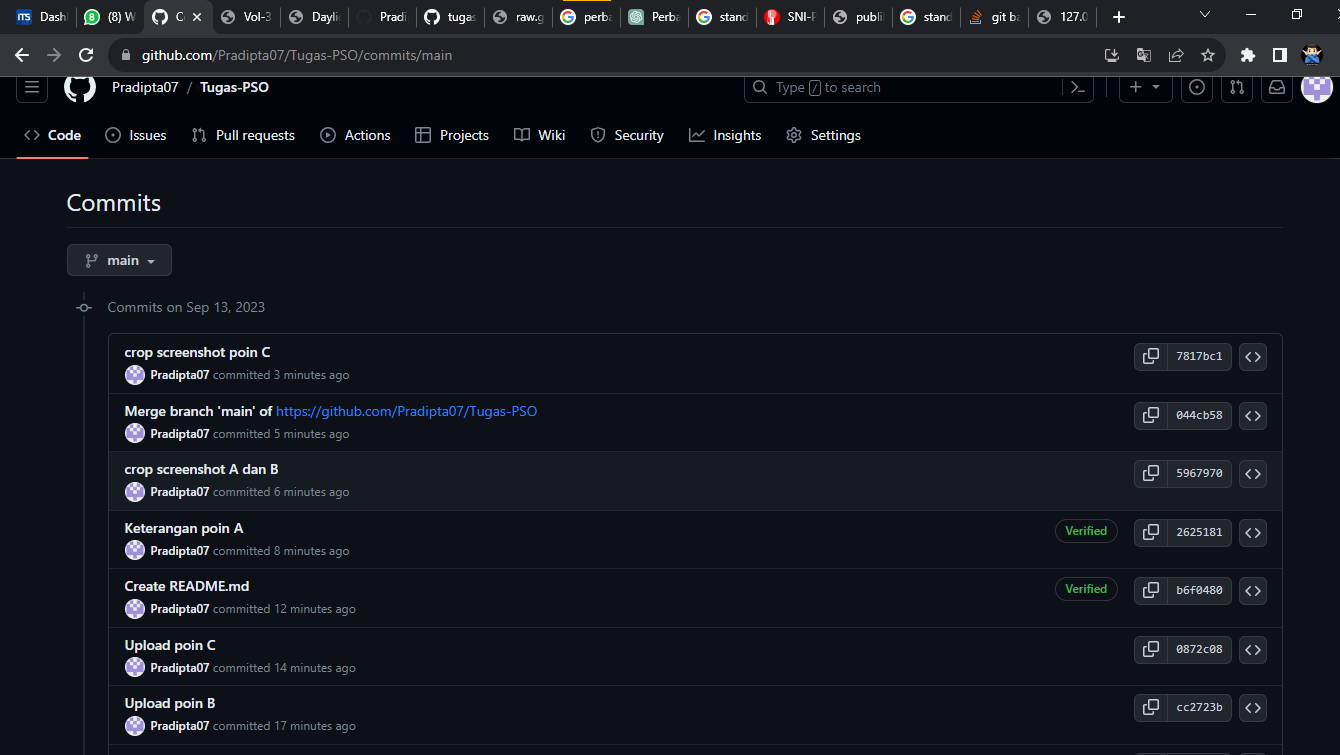 ITS Dash
(8) W
C
Vol-3
Dayli
Pradi
tugas
raw.g
perba
Perba
stand
SNI-P
publi
stand
git ba
127.0
github.com/Pradipta07/Tugas-PSO/commits/main
Pradipta07 / Tugas-PSO
Type / to search
Code
Issues
Pull requests
Actions
Projects
Wiki
Security
Insights
Settings
Commits
main
Commits on Sep 13, 2023
crop screenshot poin C
Pradipta07 committed 3 minutes ago
7817bc1
Merge branch 'main' of https://github.com/Pradipta07/Tugas-PSO
Pradipta07 committed 5 minutes ago
044cb58
crop screenshot A dan B
Pradipta07 committed 6 minutes ago
5967970
Keterangan poin A
Pradipta07 committed 8 minutes ago
Verified
2625181
Create README.md
Pradipta07 committed 12 minutes ago
Verified
b6f0480
Upload poin C
Pradipta07 committed 14 minutes ago
0872c08
Upload poin B
Pradipta07 committed 17 minutes ago
cc2723b